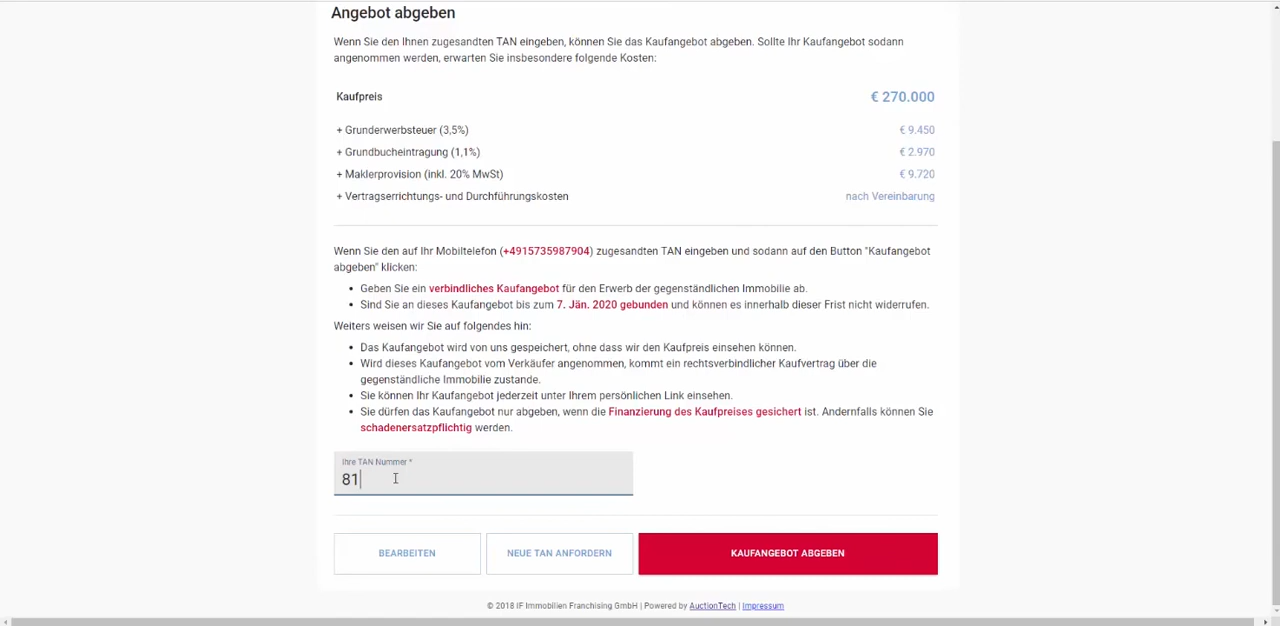 Angebot abgeben
Wenn Sie den Ihnen zugesandten TAN eingeben, können Sie das Kaufangebot abgeben. Sollte Ihr Kaufangebot sodann
angenommen werden, erwarten Sie insbesondere folgende Kosten:
Kaufpreis € 270.000
+ Grunderwerbsteuer (3,5%) € 9.450
+ Grundbucheintragung (1,1%) € 2.970
+ Maklerprovision (inkl. 20% MwSt) € 9.720
+ Vertragserrichtungs- und Durchführungskosten nach Vereinbarung
Wenn Sie den auf Ihr Mobiltelefon (+4915735987904) zugesandten TAN eingeben und sodann auf den Button "Kaufangebot
abgeben" klicken:
• Geben Sie ein verbindliches Kaufangebot für den Erwerb der gegenständlichen Immobilie ab.
• Sind Sie an dieses Kaufangebot bis zum 7. Jän. 2020 gebunden und können es innerhalb dieser Frist nicht widerrufen.
Weiters weisen wir Sie auf folgendes hin:
• Das Kaufangebot wird von uns gespeichert, ohne dass wir den Kaufpreis einsehen können.
• Wird dieses Kaufangebot vom Verkäufer angenommen, kommt ein rechtsverbindlicher Kaufvertrag über die
gegenständliche Immobilie zustande.
• Sie können Ihr Kaufangebot jederzeit unter Ihrem persönlichen Link einsehen.
• Sie dürfen das Kaufangebot nur abgeben, wenn die Finanzierung des Kaufpreises gesichert ist. Andernfalls können Sie
schadenersatzpflichtig werden.
Ihre TAN Nummer *
81
BEARBEITEN NEUE TAN ANFORDERN KAUFANGEBOT ABGEBEN
© 2018 IF Immobilien Franchising GmbH | Powered by AuctionTech | Impressum